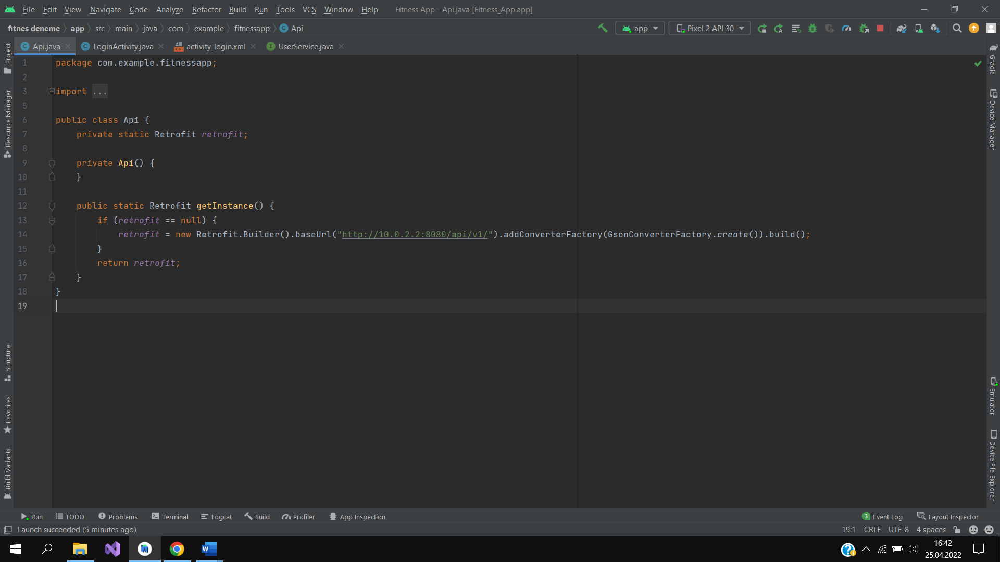 File Edit View Navigate Code Analyze Refactor Build Run Tools VCS Window Help Fitness App - Api.java [Fitness_App.app]
fıtnes deneme app src main java com example fitnessapp Api app Pixel 2 API 30
Api.java LoginActivity.java activity_login.xml UserService.java
1 package com.example.fitnessapp;
2
3 import ...
5
6 public class Api {
7 private static Retrofit retrofit;
8
9 private Api() {
10 }
11
12 public static Retrofit getInstance() {
13 if (retrofit == null) {
14 retrofit = new Retrofit.Builder().baseUrl("http://10.0.2.2:8080/api/v1/").addConverterFactory(GsonConverterFactory.create()).build();
15 }
16 return retrofit;
17 }
18 }
19
Project
Resource Manager
Structure
Favorites
Build Variants
Gradle
Device Manager
Emulator
Device File Explorer
Run TODO Problems Terminal Logcat Build Profiler App Inspection 3 Event Log Layout Inspector
Launch succeeded (5 minutes ago) 19:1 CRLF UTF-8 4 spaces
16:42
25.04.2022